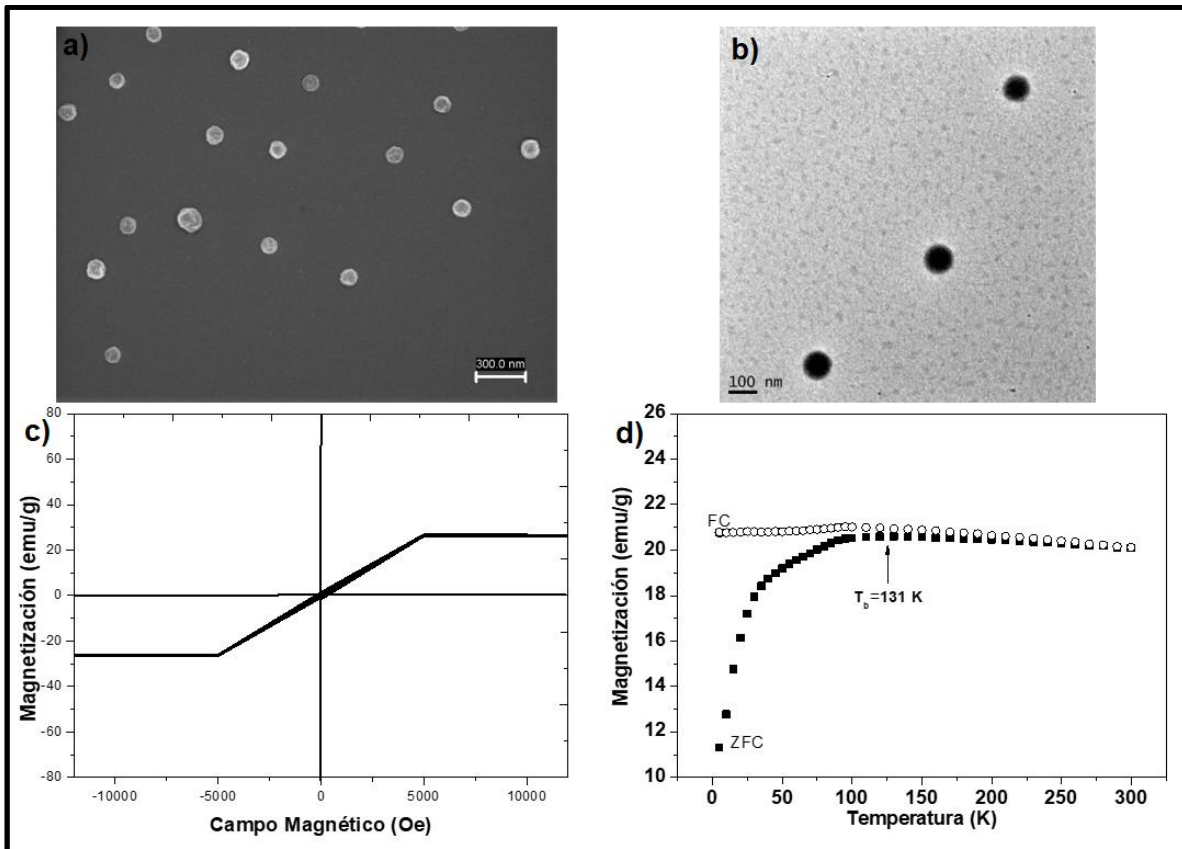 a)
300.0 nm
b)
100 nm
c)
80
60
40
20
0
-20
-40
-60
-80
-10000 -5000 0 5000 10000
Magnetización (emu/g)
Campo Magnético (Oe)
d)
26
24
22
20
18
16
14
12
10
0 50 100 150 200 250 300
FC
T_b=131 K
ZFC
Magnetización (emu/g)
Temperatura (K)